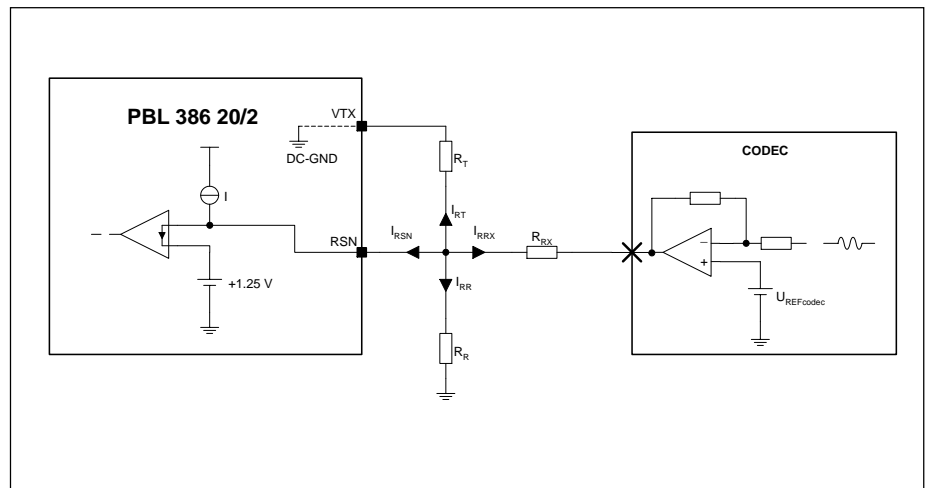 PBL 386 20/2
VTX
DC-GND
I
RSN
+1.25 V
R_T
I_RT
I_RSN
I_RRX
R_RX
I_RR
R_R
CODEC
−
+
U_REFcodec